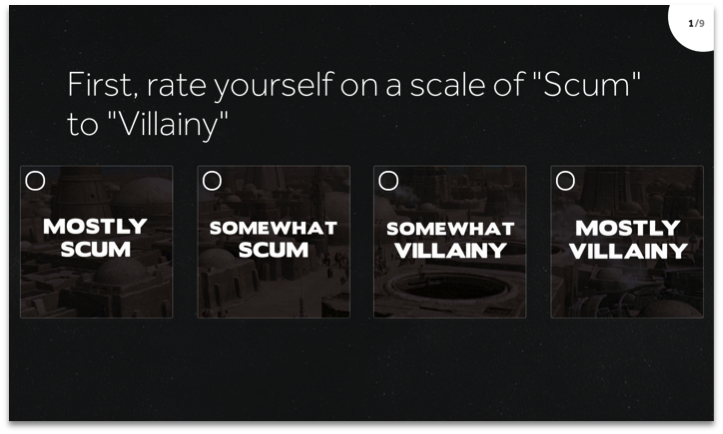 1/9
First, rate yourself on a scale of "Scum"
to "Villainy"
MOSTLY
SCUM
SOMEWHAT
SCUM
SOMEWHAT
VILLAINY
MOSTLY
VILLAINY